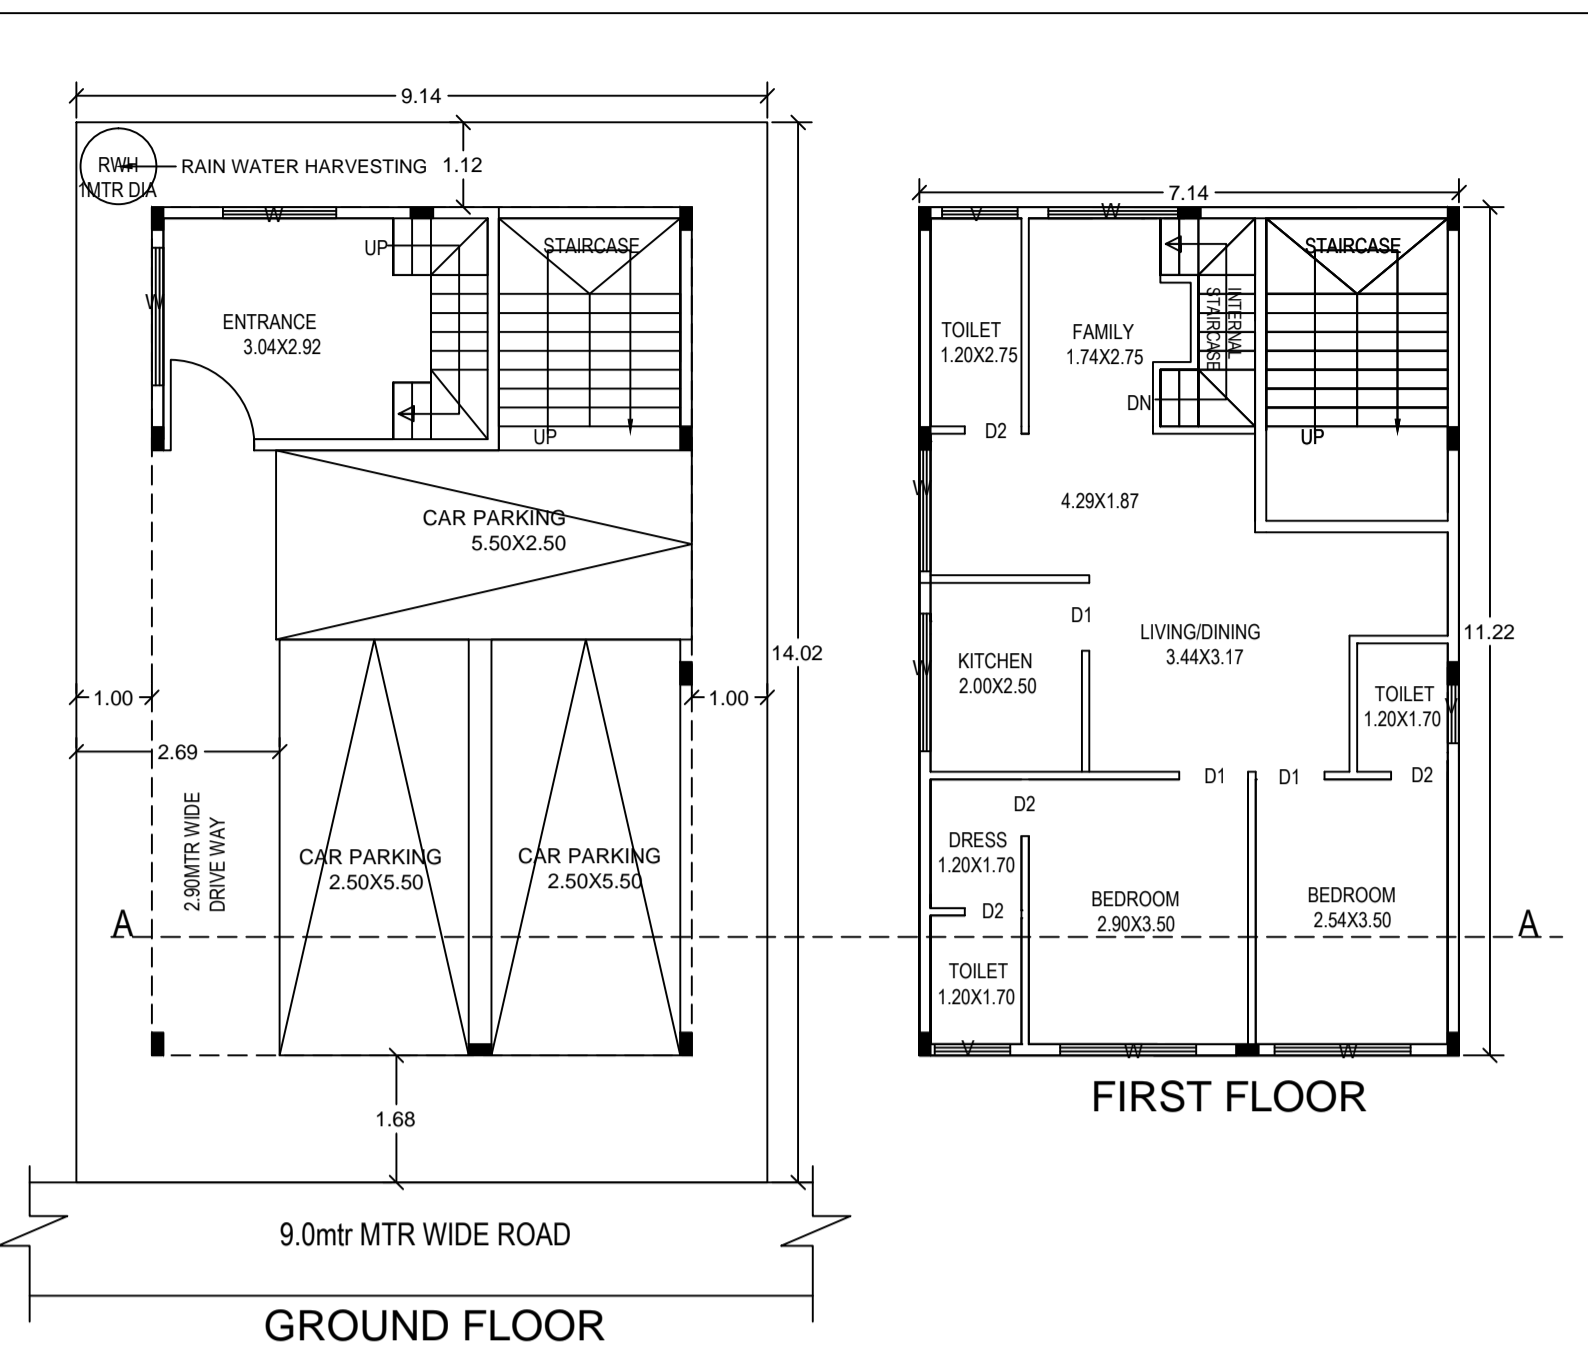 9.14
RWH
1MTR DIA
RAIN WATER HARVESTING
1.12
W
UP
STAIRCASE
W
ENTRANCE
3.04X2.92
UP
CAR PARKING
5.50X2.50
14.02
1.00
1.00
2.69
2.90MTR WIDE
DRIVE WAY
CAR PARKING
2.50X5.50
CAR PARKING
2.50X5.50
A
1.68
9.0mtr MTR WIDE ROAD
GROUND FLOOR
7.14
V
W
STAIRCASE
INTERNAL
STAIRCASE
TOILET
1.20X2.75
FAMILY
1.74X2.75
DN
D2
UP
W
4.29X1.87
D1
LIVING/DINING
3.44X3.17
11.22
W
KITCHEN
2.00X2.50
TOILET
1.20X1.70
V
D1
D1
D2
D2
DRESS
1.20X1.70
BEDROOM
2.90X3.50
BEDROOM
2.54X3.50
D2
A
TOILET
1.20X1.70
V
W
W
FIRST FLOOR